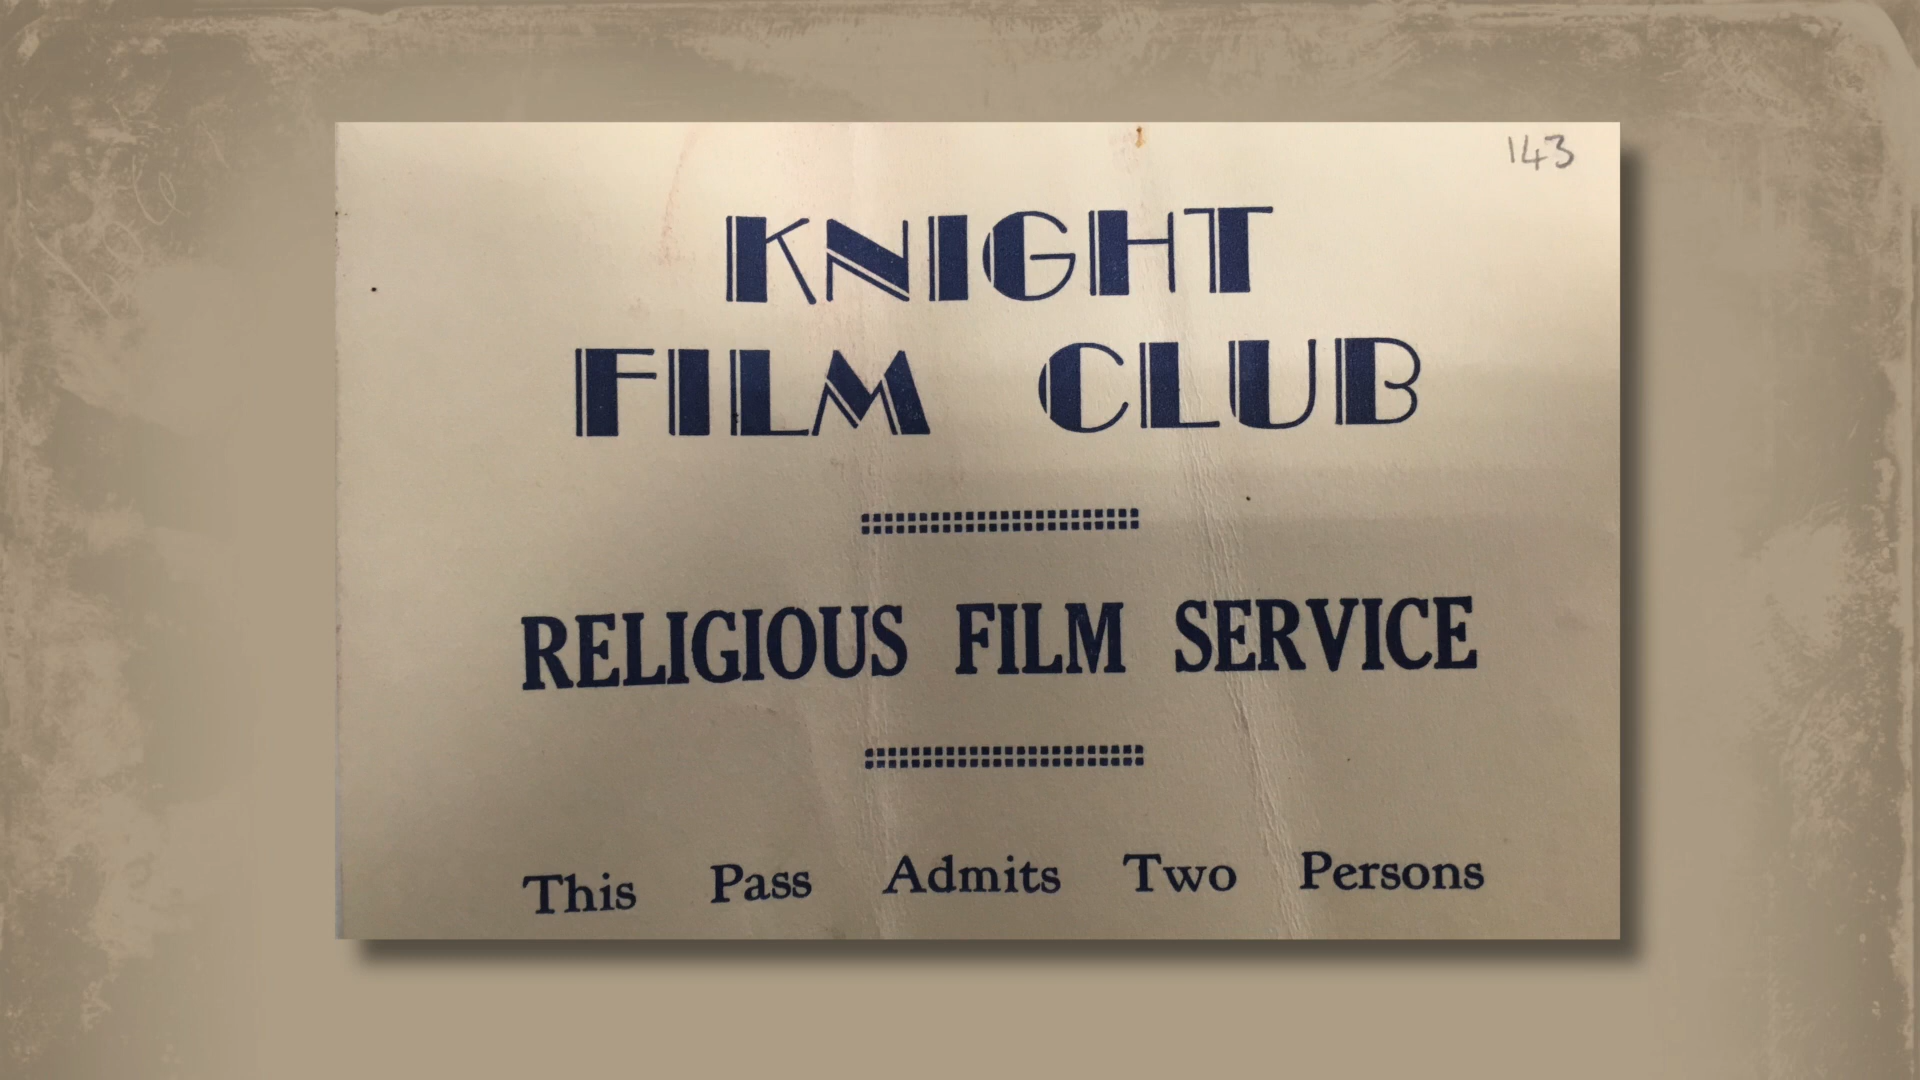 143
KNIGHT
FILM CLUB
RELIGIOUS FILM SERVICE
This Pass Admits Two Persons